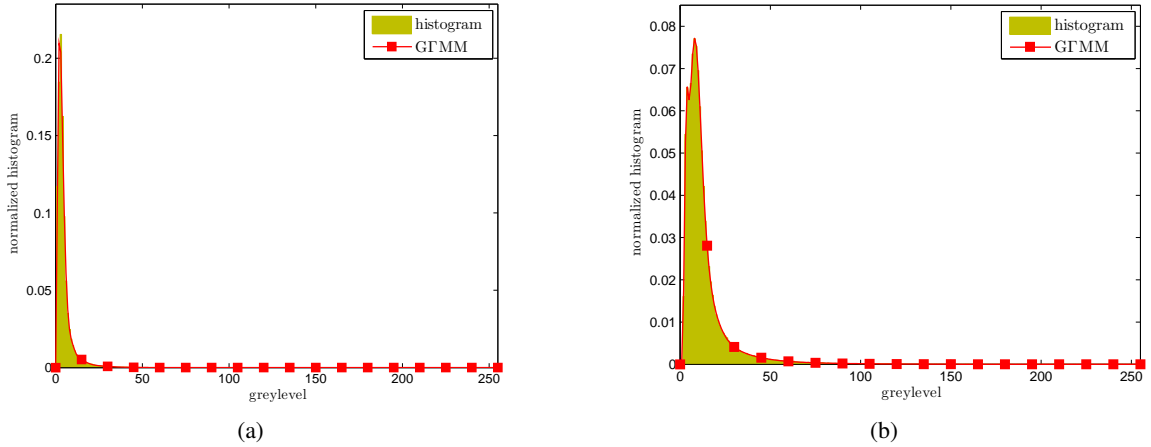 histogram
GΓMM
0.2
0.15
0.1
0.05
0
0 50 100 150 200 250
normalized histogram
greylevel
(a)
histogram
GΓMM
0.08
0.07
0.06
0.05
0.04
0.03
0.02
0.01
0
0 50 100 150 200 250
normalized histogram
greylevel
(b)